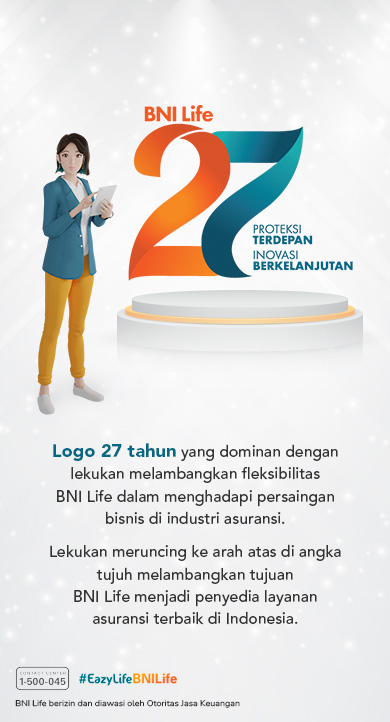 BNI Life
27
PROTEKSI
TERDEPAN
INOVASI
BERKELANJUTAN
Logo 27 tahun yang dominan dengan
lekukan melambangkan fleksibilitas
BNI Life dalam menghadapi persaingan
bisnis di industri asuransi.
Lekukan meruncing ke arah atas di angka
tujuh melambangkan tujuan
BNI Life menjadi penyedia layanan
asuransi terbaik di Indonesia.
CONTACT CENTER
1-500-045
#EazyLifeBNILife
BNI Life berizin dan diawasi oleh Otoritas Jasa Keuangan